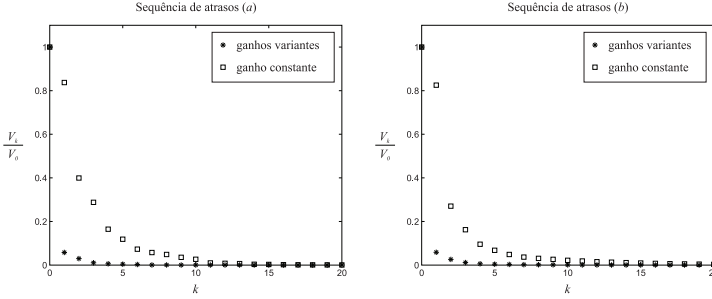 Sequência de atrasos (a)
1
0.8
0.6
0.4
0.2
0
0
5
10
15
20
V_k
V_0
k
ganhos variantes
ganho constante
Sequência de atrasos (b)
1
0.8
0.6
0.4
0.2
0
0
5
10
15
20
V_k
V_0
k
ganhos variantes
ganho constante